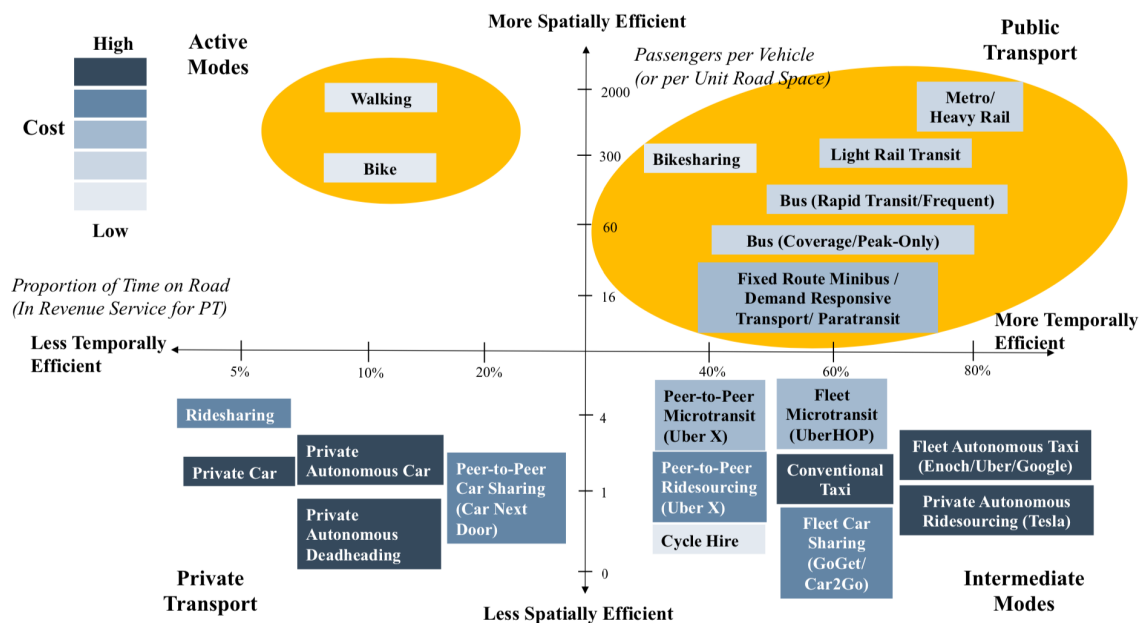 More Spatially Efficient
High
Cost
Low
Active
Modes
Public
Transport
Passengers per Vehicle
(or per Unit Road Space)
Walking
Bike
2000
300
60
16
Metro/
Heavy Rail
Bikesharing
Light Rail Transit
Bus (Rapid Transit/Frequent)
Bus (Coverage/Peak-Only)
Fixed Route Minibus /
Demand Responsive
Transport/ Paratransit
Proportion of Time on Road
(In Revenue Service for PT)
Less Temporally
Efficient
More Temporally
Efficient
5%
10%
20%
40%
60%
80%
4
1
0
Ridesharing
Private Car
Private
Autonomous Car
Private
Autonomous
Deadheading
Peer-to-Peer
Car Sharing
(Car Next
Door)
Peer-to-Peer
Microtransit
(Uber X)
Peer-to-Peer
Ridesourcing
(Uber X)
Cycle Hire
Fleet
Microtransit
(UberHOP)
Conventional
Taxi
Fleet Car
Sharing
(GoGet/
Car2Go)
Fleet Autonomous Taxi
(Enoch/Uber/Google)
Private Autonomous
Ridesourcing (Tesla)
Private
Transport
Less Spatially Efficient
Intermediate
Modes